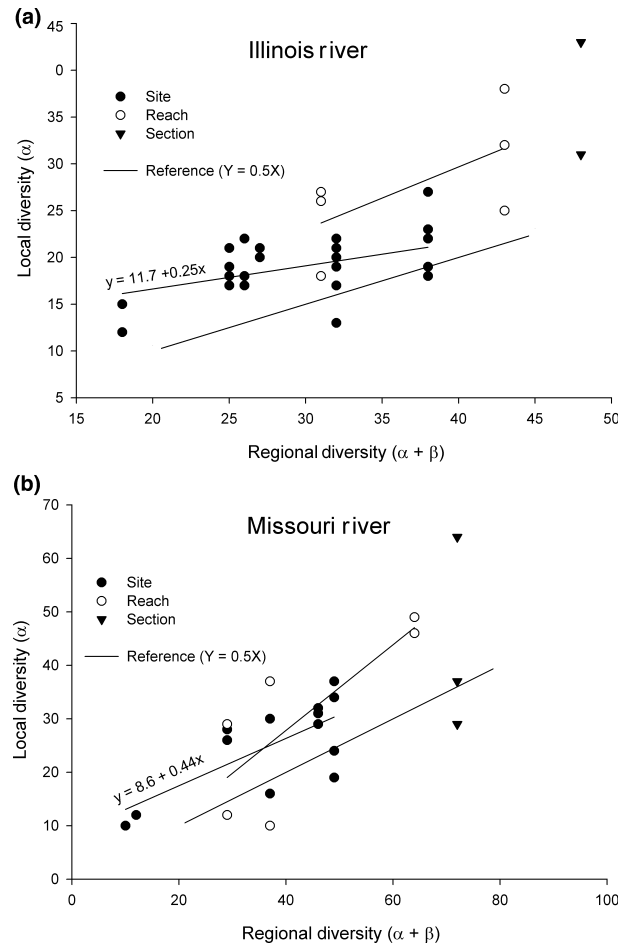 (a)
Illinois river
45
0
35
30
25
20
15
10
5
Local diversity (α)
Site
Reach
Section
Reference (Y = 0.5X)
y = 11.7 +0.25x
15 20 25 30 35 40 45 50
Regional diversity (α + β)
(b)
Missouri river
70
60
50
40
30
20
10
0
Local diversity (α)
Site
Reach
Section
Reference (Y = 0.5X)
y = 8.6 + 0.44x
0 20 40 60 80 100
Regional diversity (α + β)